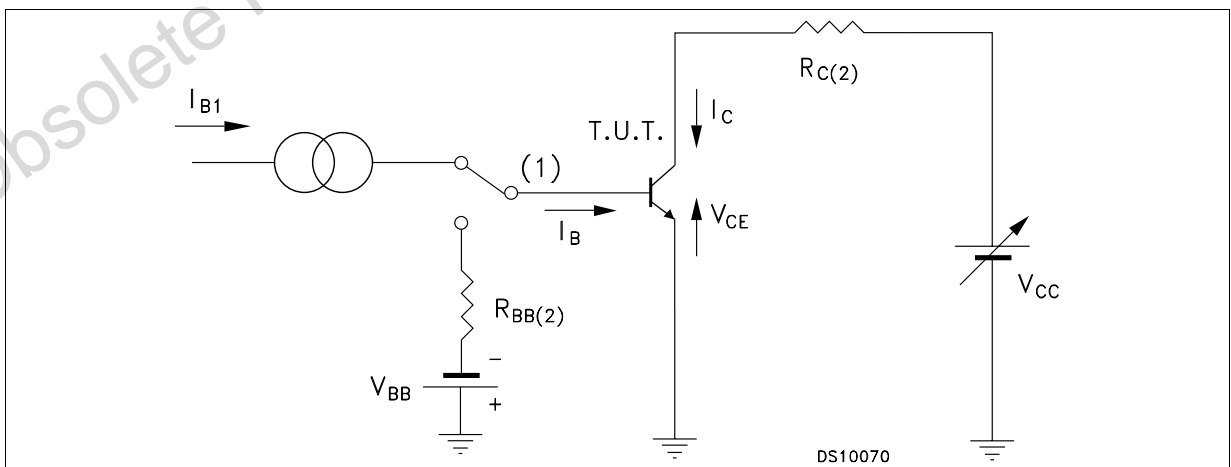 obsolete
I_B1
R_C(2)
I_C
T.U.T.
(1)
I_B
V_CE
V_CC
R_BB(2)
V_BB
−
+
DS10070